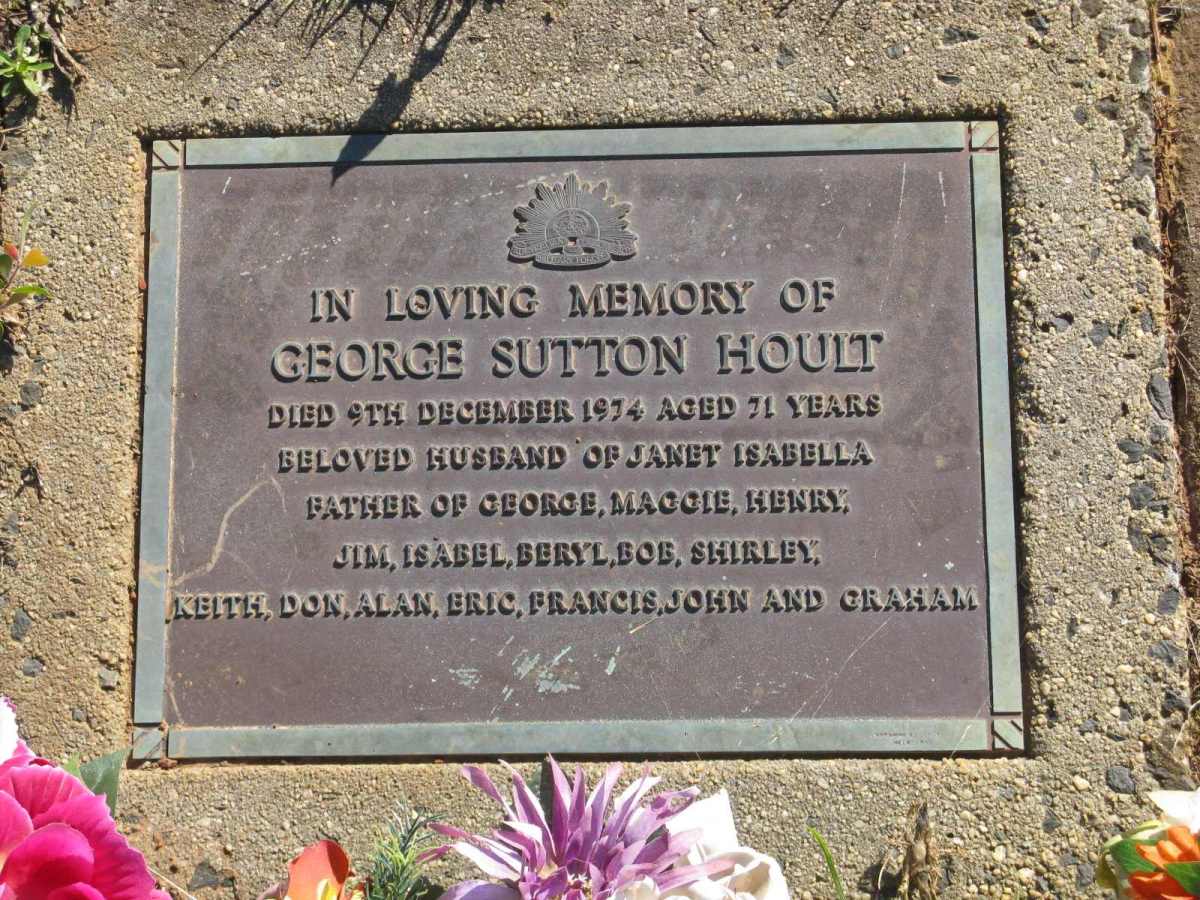 IN LOVING MEMORY OF
GEORGE SUTTON HOULT
DIED 9TH DECEMBER 1974 AGED 71 YEARS
BELOVED HUSBAND OF JANET ISABELLA
FATHER OF GEORGE, MAGGIE, HENRY,
JIM, ISABEL, BERYL, BOB, SHIRLEY,
KEITH, DON, ALAN, ERIC, FRANCIS, JOHN AND GRAHAM